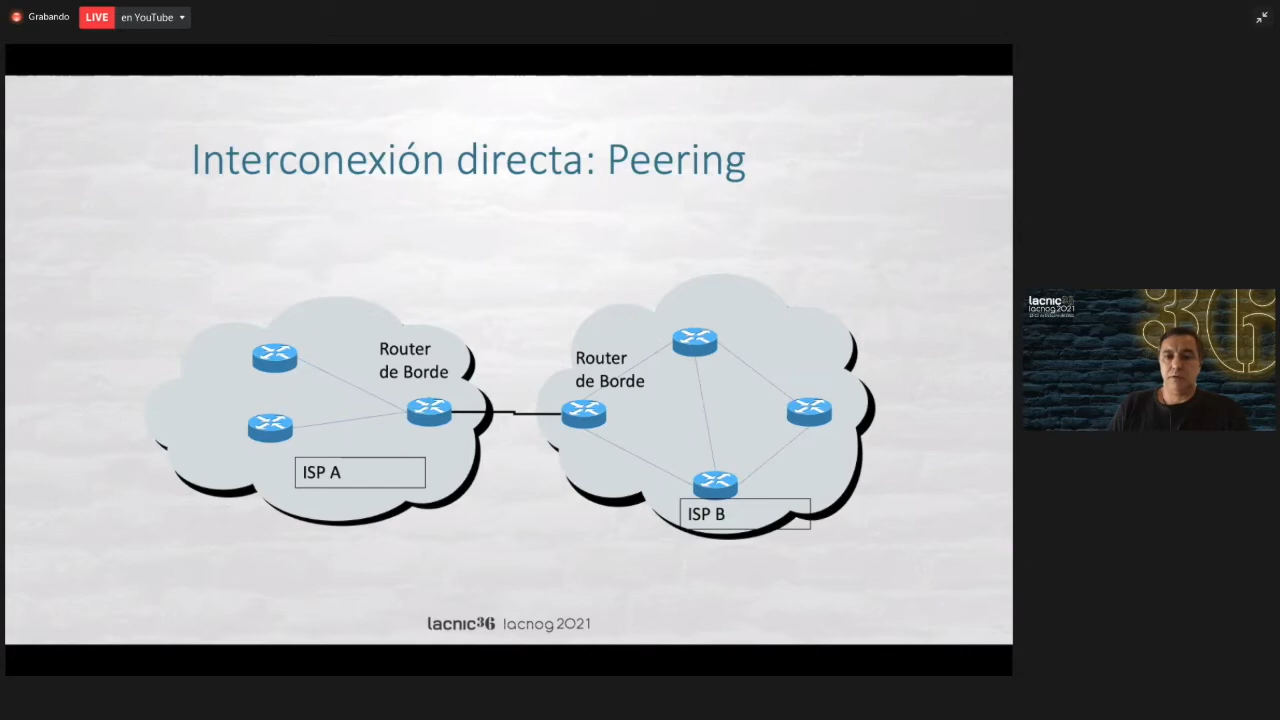 Grabando
LIVE
en YouTube
Interconexión directa: Peering
Router
de Borde
Router
de Borde
ISP A
ISP B
lacnic36 lacnog2021
lacnic36
lacnog2021
36